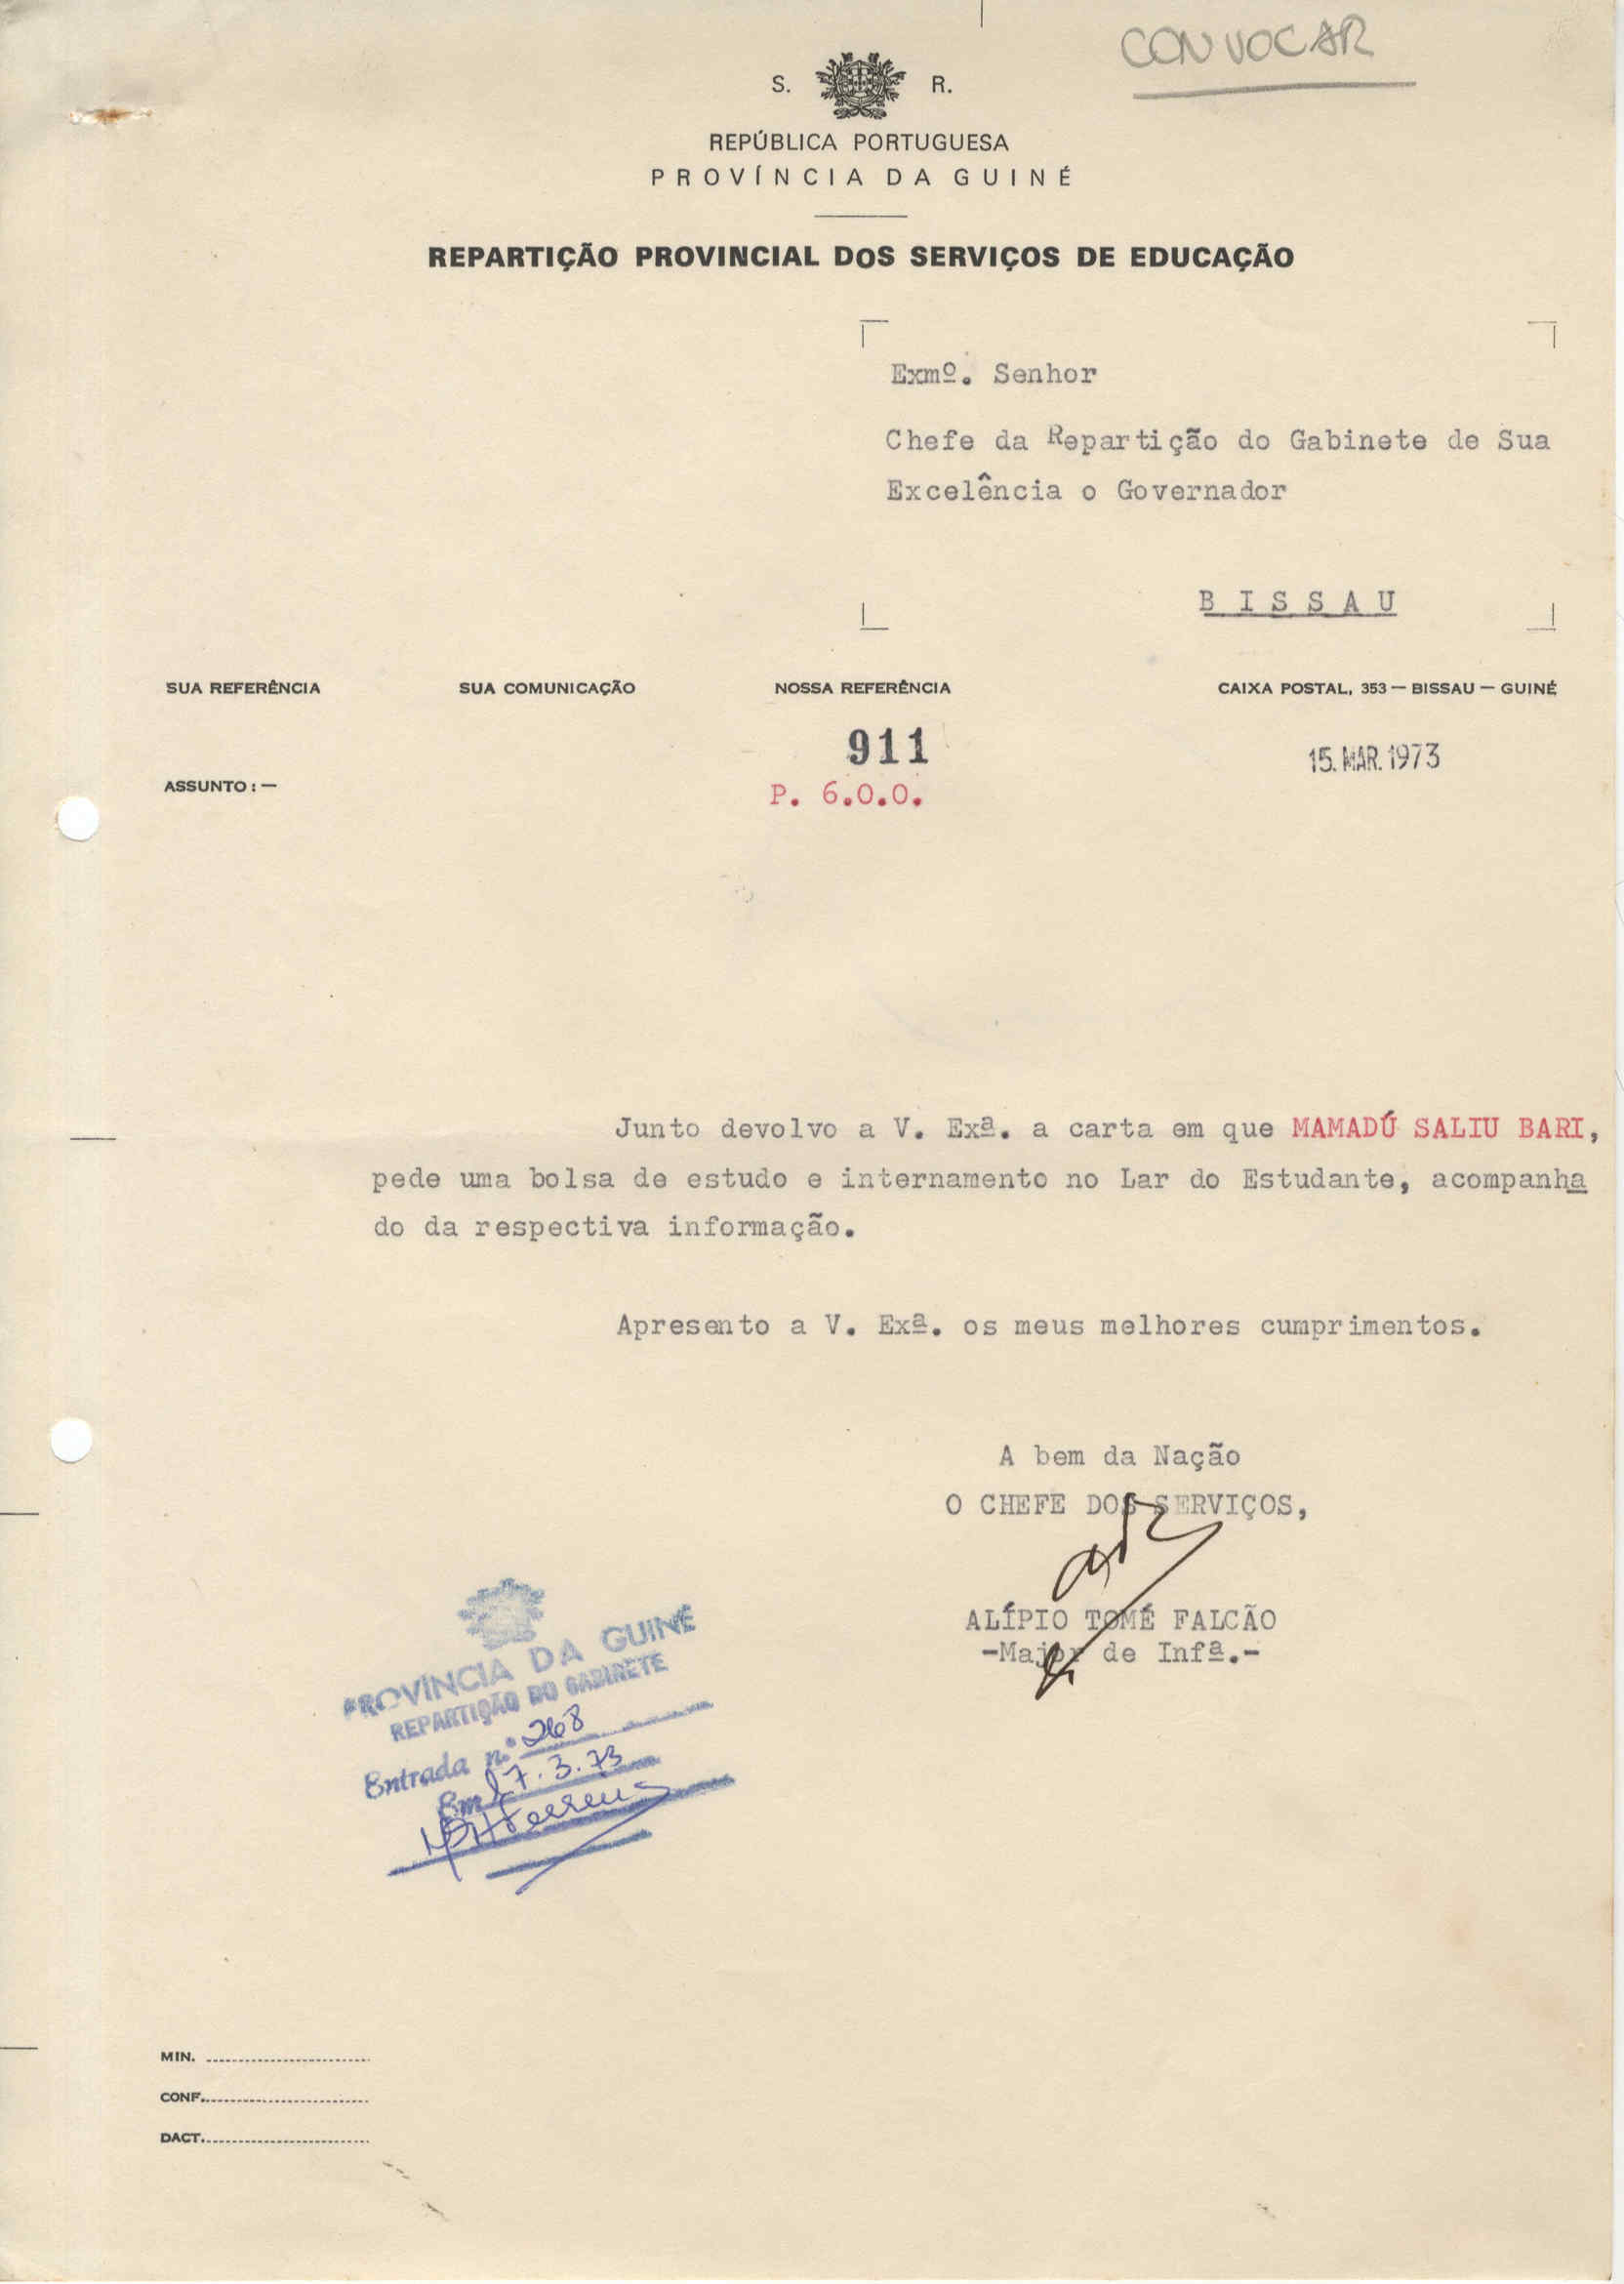 CONVOCAR
S. R.
REPÚBLICA PORTUGUESA
PROVÍNCIA DA GUINÉ
REPARTIÇÃO PROVINCIAL DOS SERVIÇOS DE EDUCAÇÃO
Exmº. Senhor
Chefe da Repartição do Gabinete de Sua
Excelência o Governador
B I S S A U
SUA REFERÊNCIA SUA COMUNICAÇÃO NOSSA REFERÊNCIA CAIXA POSTAL, 353 — BISSAU — GUINÉ
911
15. MAR. 1973
ASSUNTO : —
P. 6.0.0.
Junto devolvo a V. Exª. a carta em que MAMADÚ SALIU BARI,
pede uma bolsa de estudo e internamento no Lar do Estudante, acompanha
do da respectiva informação.
Apresento a V. Exª. os meus melhores cumprimentos.
A bem da Nação
O CHEFE DOS SERVIÇOS,
ALÍPIO TOMÉ FALCÃO
-Major de Infª.-
PROVÍNCIA DA GUINÉ
REPARTIÇÃO DO GABINETE
Entrada n.º 268
Em 17.3.73
MIN.
CONF.
DACT.